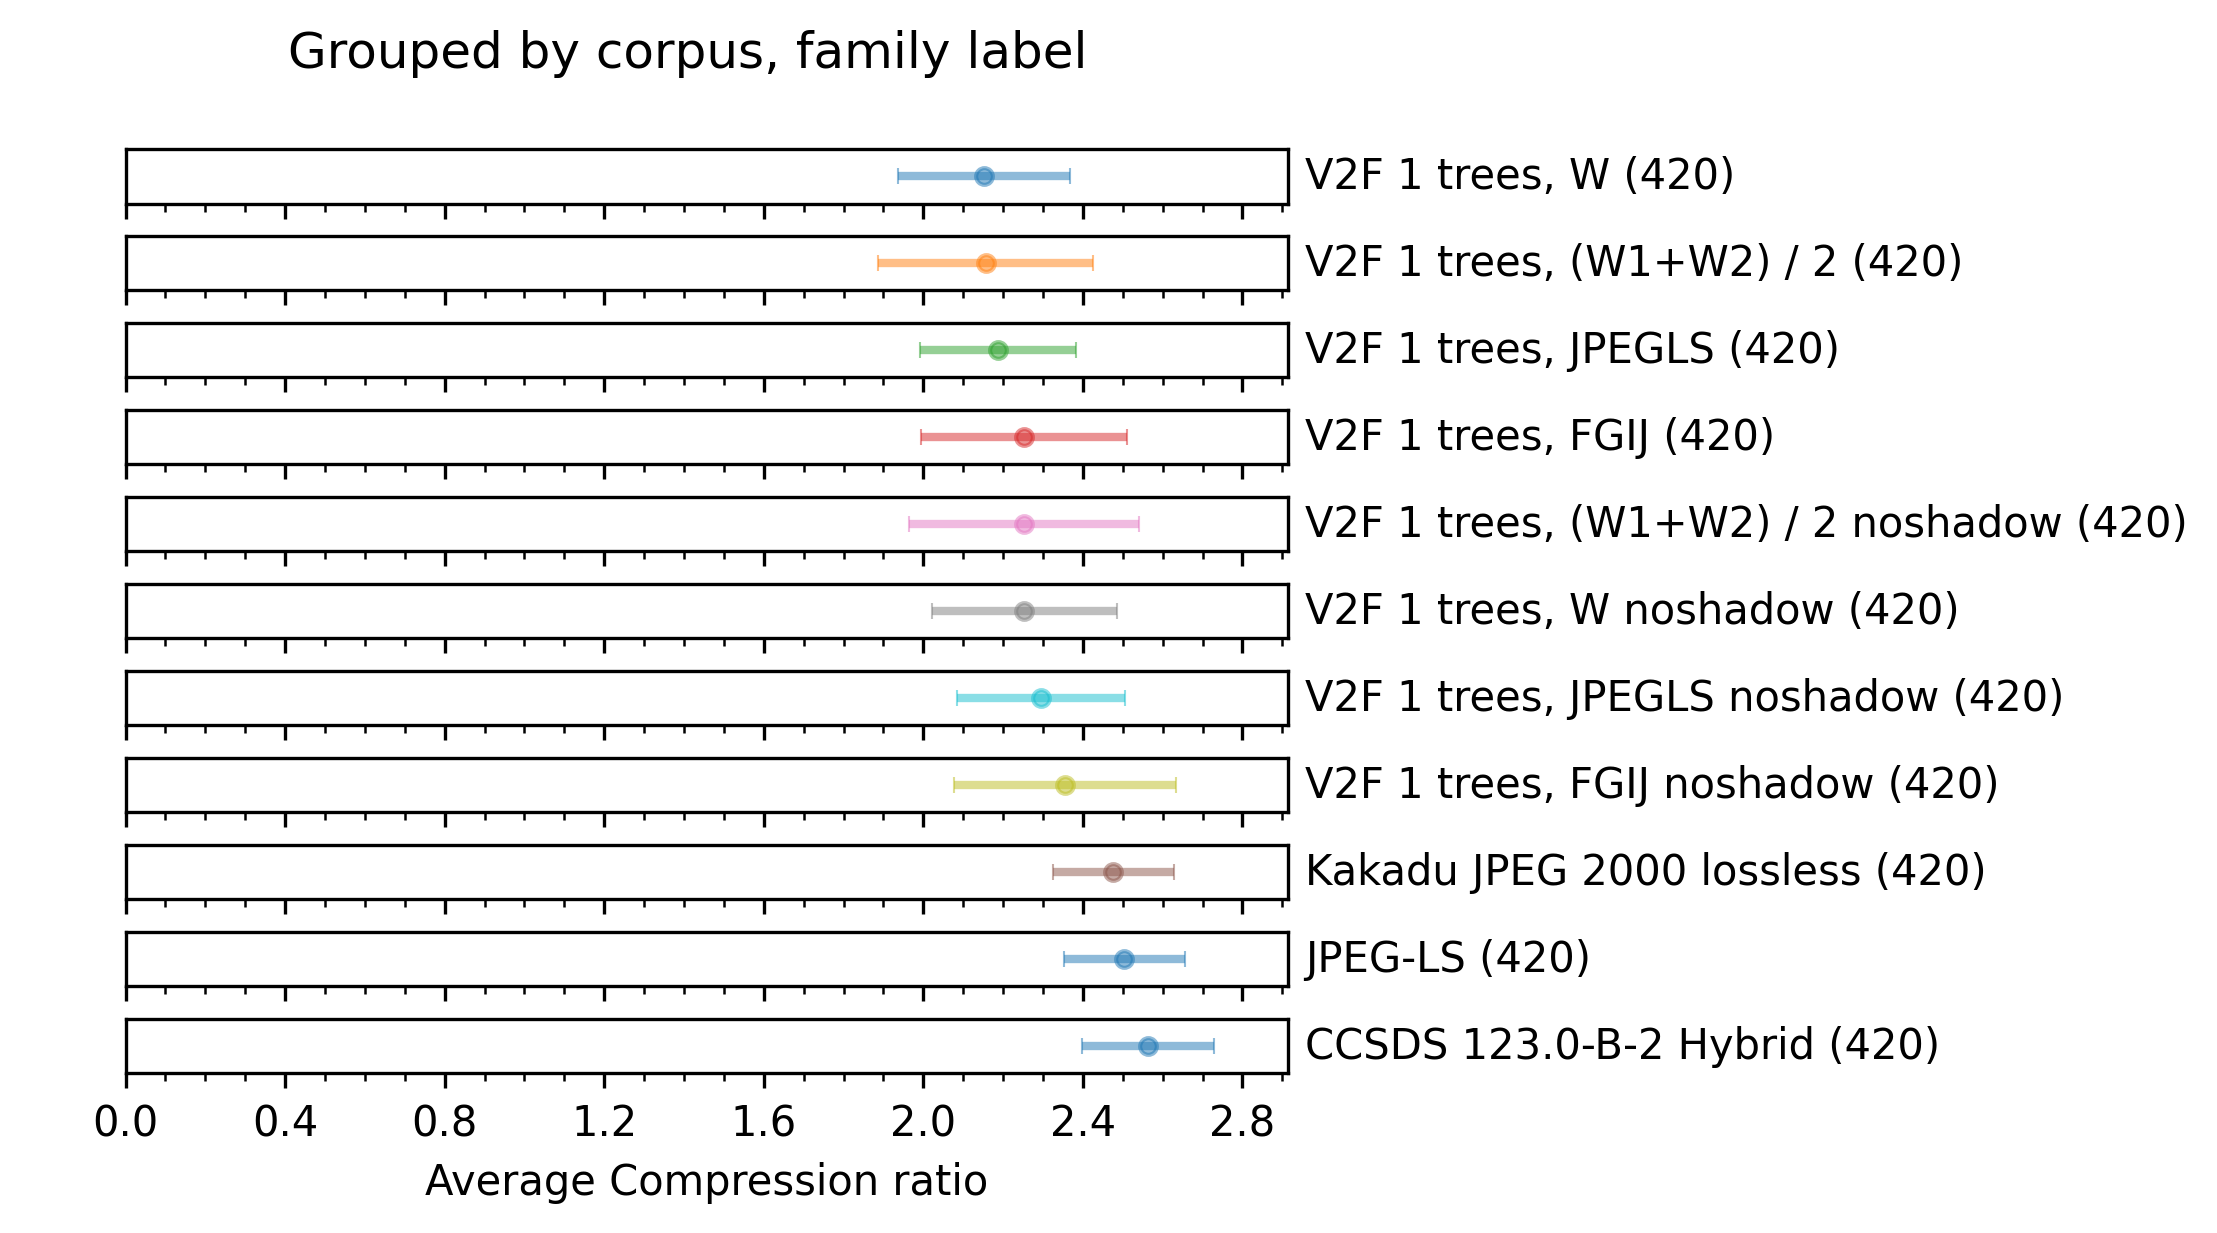 Grouped by corpus, family label
V2F 1 trees, W (420)
V2F 1 trees, (W1+W2) / 2 (420)
V2F 1 trees, JPEGLS (420)
V2F 1 trees, FGIJ (420)
V2F 1 trees, (W1+W2) / 2 noshadow (420)
V2F 1 trees, W noshadow (420)
V2F 1 trees, JPEGLS noshadow (420)
V2F 1 trees, FGIJ noshadow (420)
Kakadu JPEG 2000 lossless (420)
JPEG-LS (420)
CCSDS 123.0-B-2 Hybrid (420)
0.0 0.4 0.8 1.2 1.6 2.0 2.4 2.8
Average Compression ratio